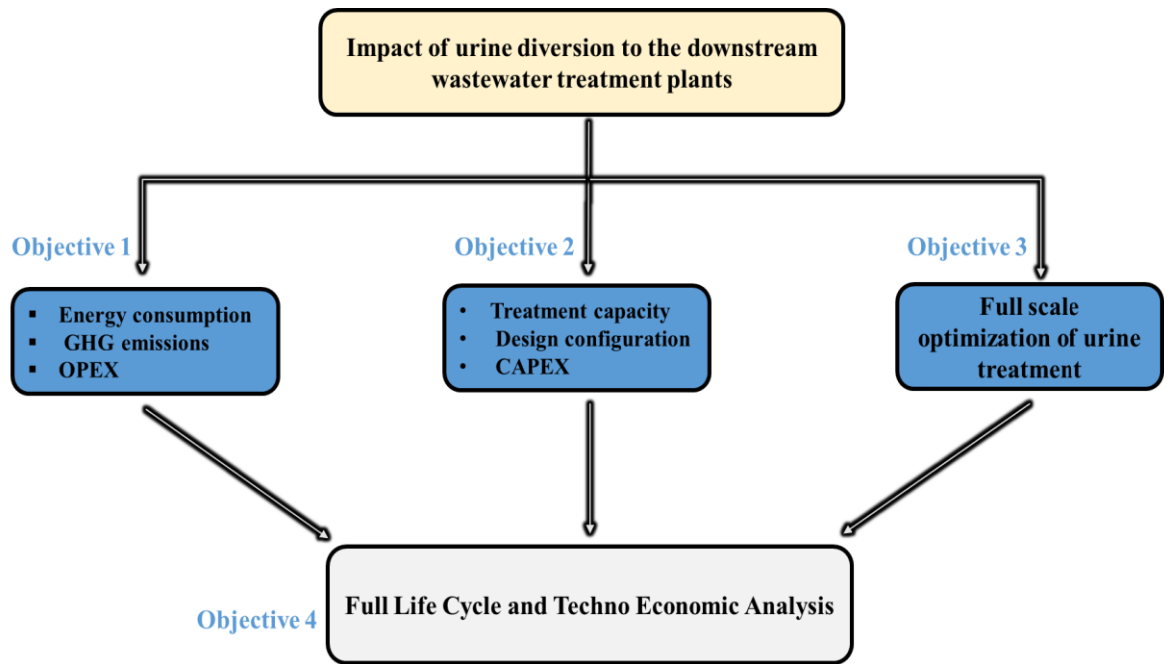 Impact of urine diversion to the downstream
wastewater treatment plants
Objective 1
Objective 2
Objective 3
▪ Energy consumption
▪ GHG emissions
▪ OPEX
• Treatment capacity
• Design configuration
• CAPEX
Full scale
optimization of urine
treatment
Full Life Cycle and Techno Economic Analysis
Objective 4